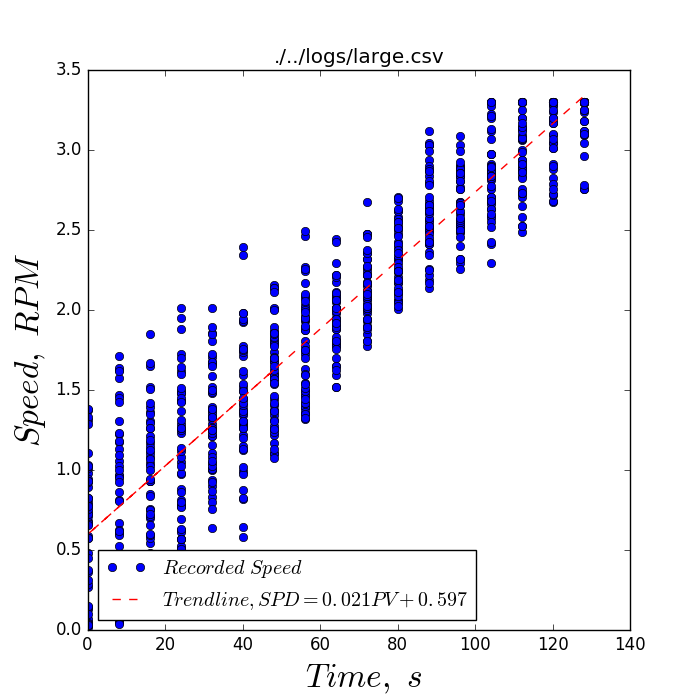 ./../logs/large.csv
3.5
3.0
2.5
2.0
1.5
1.0
0.5
0.0
Speed, RPM
Recorded Speed
Trendline, SPD = 0.021PV + 0.597
0 20 40 60 80 100 120 140
Time, s